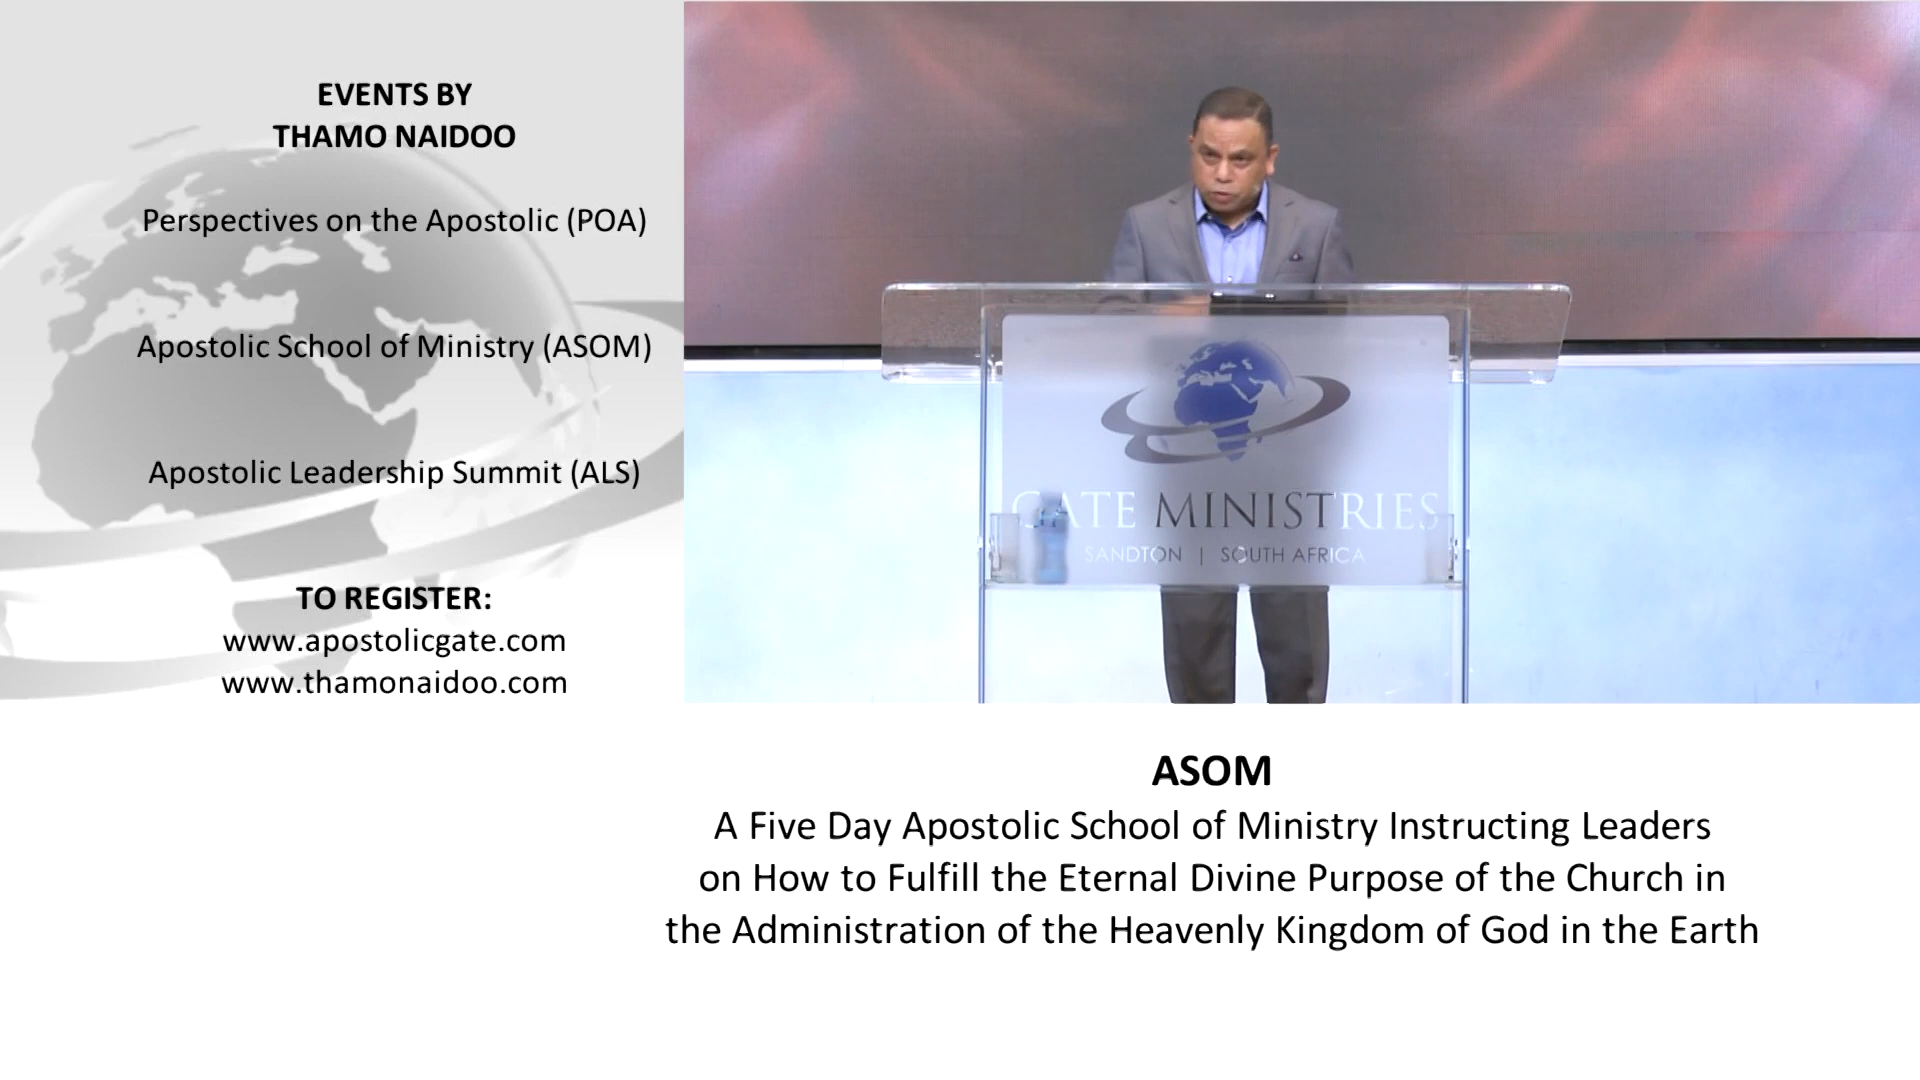 EVENTS BY
THAMO NAIDOO
Perspectives on the Apostolic (POA)
Apostolic School of Ministry (ASOM)
Apostolic Leadership Summit (ALS)
TO REGISTER:
www.apostolicgate.com
www.thamonaidoo.com
GATE MINISTRIES
SANDTON | SOUTH AFRICA
ASOM
A Five Day Apostolic School of Ministry Instructing Leaders
on How to Fulfill the Eternal Divine Purpose of the Church in
the Administration of the Heavenly Kingdom of God in the Earth